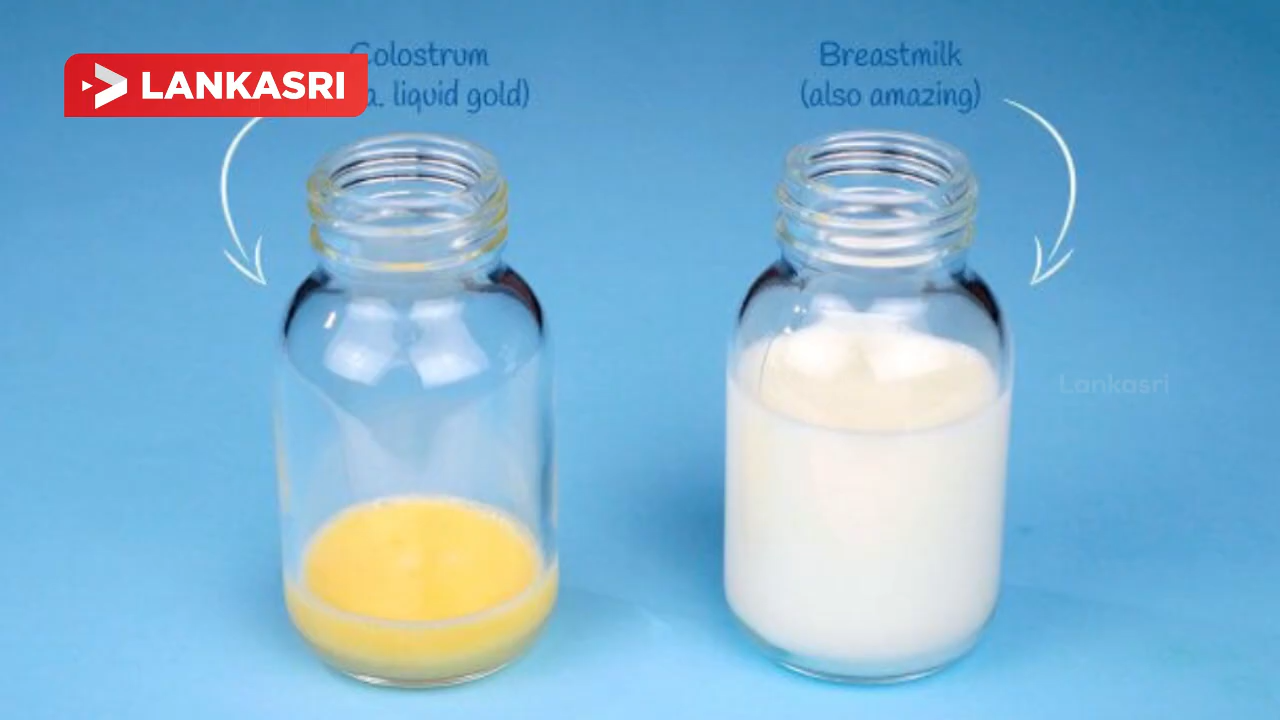 LANKASRI
Colostrum
liquid gold)
Breastmilk
(also amazing)
Lankasri